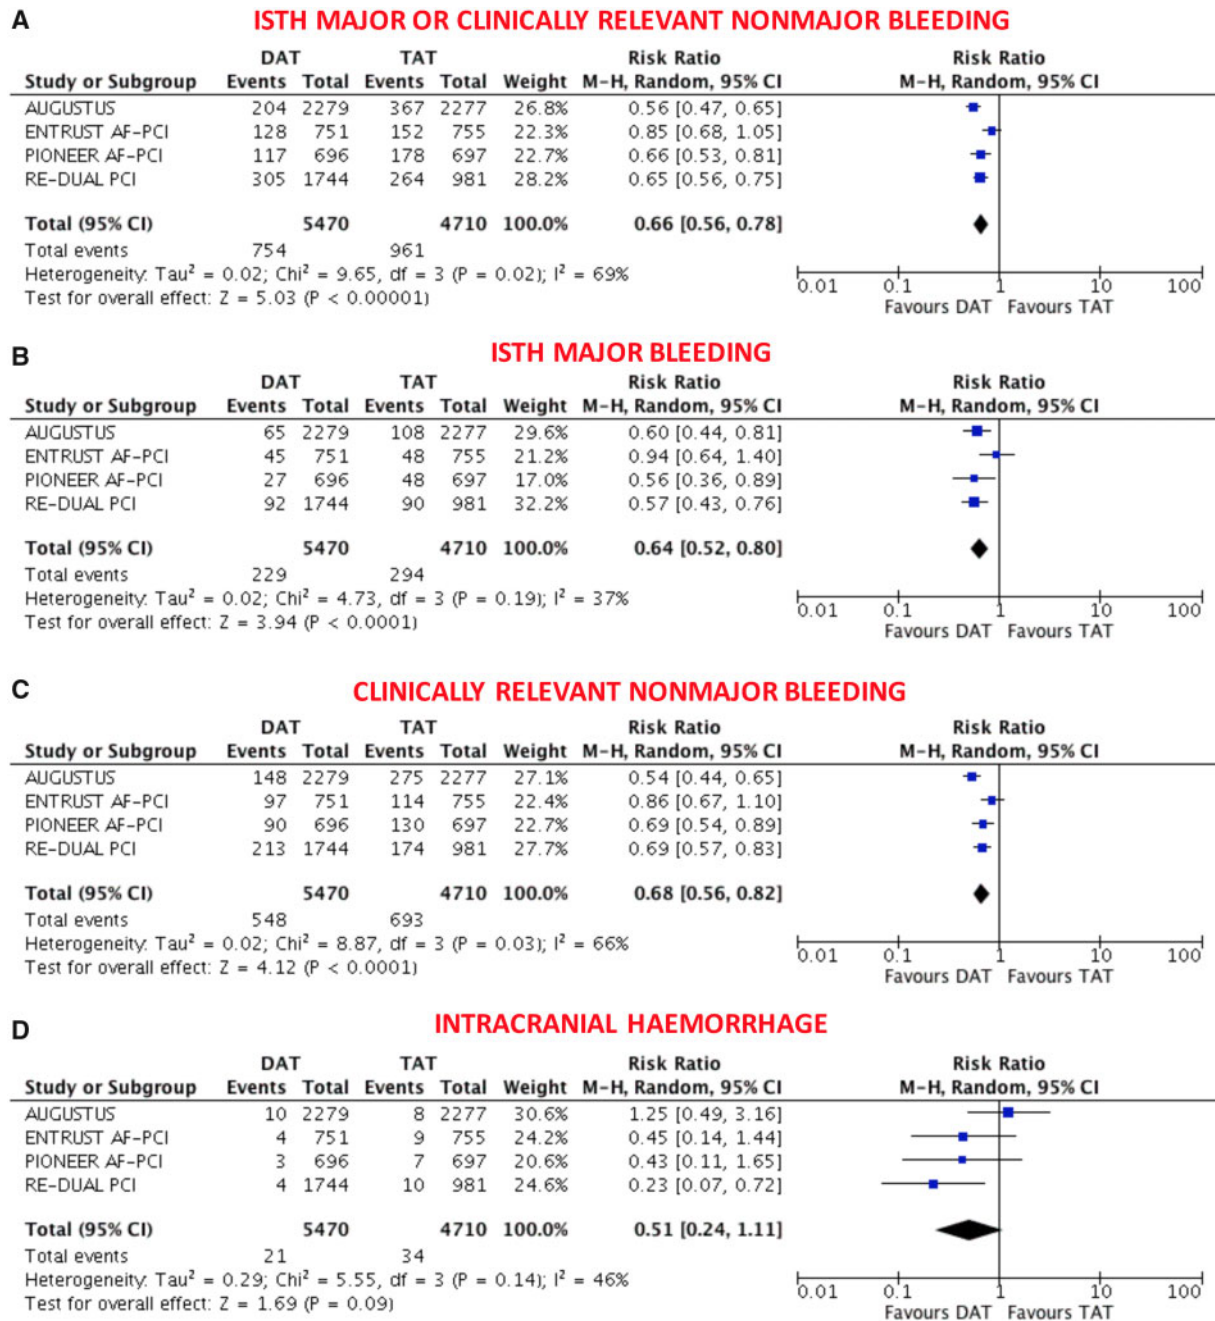 A
ISTH MAJOR OR CLINICALLY RELEVANT NONMAJOR BLEEDING
DAT TAT Risk Ratio Risk Ratio
Study or Subgroup Events Total Events Total Weight M-H, Random, 95% CI M-H, Random, 95% CI
AUGUSTUS 204 2279 367 2277 26.8% 0.56 [0.47, 0.65]
ENTRUST AF-PCI 128 751 152 755 22.3% 0.85 [0.68, 1.05]
PIONEER AF-PCI 117 696 178 697 22.7% 0.66 [0.53, 0.81]
RE-DUAL PCI 305 1744 264 981 28.2% 0.65 [0.56, 0.75]
Total (95% CI) 5470 4710 100.0% 0.66 [0.56, 0.78]
Total events 754 961
Heterogeneity: Tau² = 0.02; Chi² = 9.65, df = 3 (P = 0.02); I² = 69%
Test for overall effect: Z = 5.03 (P < 0.00001)
0.01 0.1 1 10 100
Favours DAT Favours TAT
B
ISTH MAJOR BLEEDING
DAT TAT Risk Ratio Risk Ratio
Study or Subgroup Events Total Events Total Weight M-H, Random, 95% CI M-H, Random, 95% CI
AUGUSTUS 65 2279 108 2277 29.6% 0.60 [0.44, 0.81]
ENTRUST AF-PCI 45 751 48 755 21.2% 0.94 [0.64, 1.40]
PIONEER AF-PCI 27 696 48 697 17.0% 0.56 [0.36, 0.89]
RE-DUAL PCI 92 1744 90 981 32.2% 0.57 [0.43, 0.76]
Total (95% CI) 5470 4710 100.0% 0.64 [0.52, 0.80]
Total events 229 294
Heterogeneity: Tau² = 0.02; Chi² = 4.73, df = 3 (P = 0.19); I² = 37%
Test for overall effect: Z = 3.94 (P < 0.0001)
0.01 0.1 1 10 100
Favours DAT Favours TAT
C
CLINICALLY RELEVANT NONMAJOR BLEEDING
DAT TAT Risk Ratio Risk Ratio
Study or Subgroup Events Total Events Total Weight M-H, Random, 95% CI M-H, Random, 95% CI
AUGUSTUS 148 2279 275 2277 27.1% 0.54 [0.44, 0.65]
ENTRUST AF-PCI 97 751 114 755 22.4% 0.86 [0.67, 1.10]
PIONEER AF-PCI 90 696 130 697 22.7% 0.69 [0.54, 0.89]
RE-DUAL PCI 213 1744 174 981 27.7% 0.69 [0.57, 0.83]
Total (95% CI) 5470 4710 100.0% 0.68 [0.56, 0.82]
Total events 548 693
Heterogeneity: Tau² = 0.02; Chi² = 8.87, df = 3 (P = 0.03); I² = 66%
Test for overall effect: Z = 4.12 (P < 0.0001)
0.01 0.1 1 10 100
Favours DAT Favours TAT
D
INTRACRANIAL HAEMORRHAGE
DAT TAT Risk Ratio Risk Ratio
Study or Subgroup Events Total Events Total Weight M-H, Random, 95% CI M-H, Random, 95% CI
AUGUSTUS 10 2279 8 2277 30.6% 1.25 [0.49, 3.16]
ENTRUST AF-PCI 4 751 9 755 24.2% 0.45 [0.14, 1.44]
PIONEER AF-PCI 3 696 7 697 20.6% 0.43 [0.11, 1.65]
RE-DUAL PCI 4 1744 10 981 24.6% 0.23 [0.07, 0.72]
Total (95% CI) 5470 4710 100.0% 0.51 [0.24, 1.11]
Total events 21 34
Heterogeneity: Tau² = 0.29; Chi² = 5.55, df = 3 (P = 0.14); I² = 46%
Test for overall effect: Z = 1.69 (P = 0.09)
0.01 0.1 1 10 100
Favours DAT Favours TAT